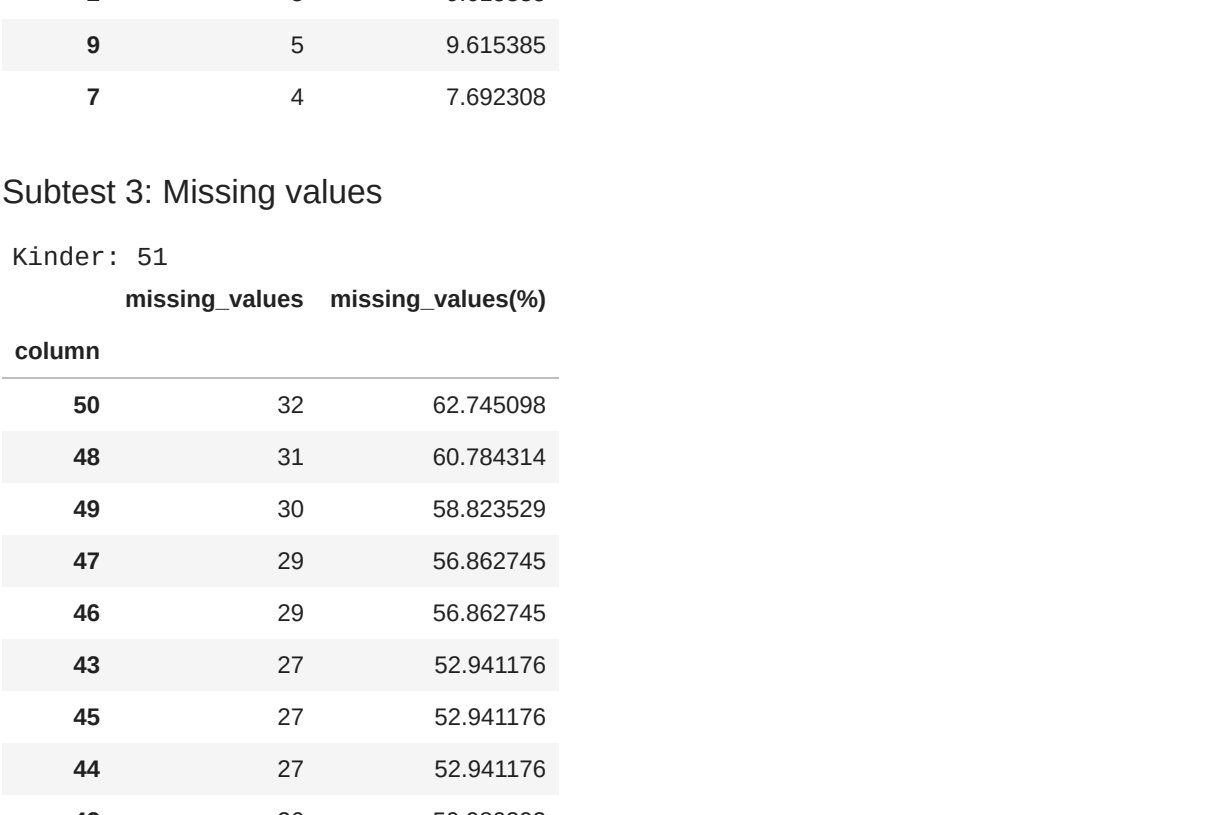 9 5 9.615385
7 4 7.692308
Subtest 3: Missing values
Kinder: 51
missing_values missing_values(%)
column
50 32 62.745098
48 31 60.784314
49 30 58.823529
47 29 56.862745
46 29 56.862745
43 27 52.941176
45 27 52.941176
44 27 52.941176